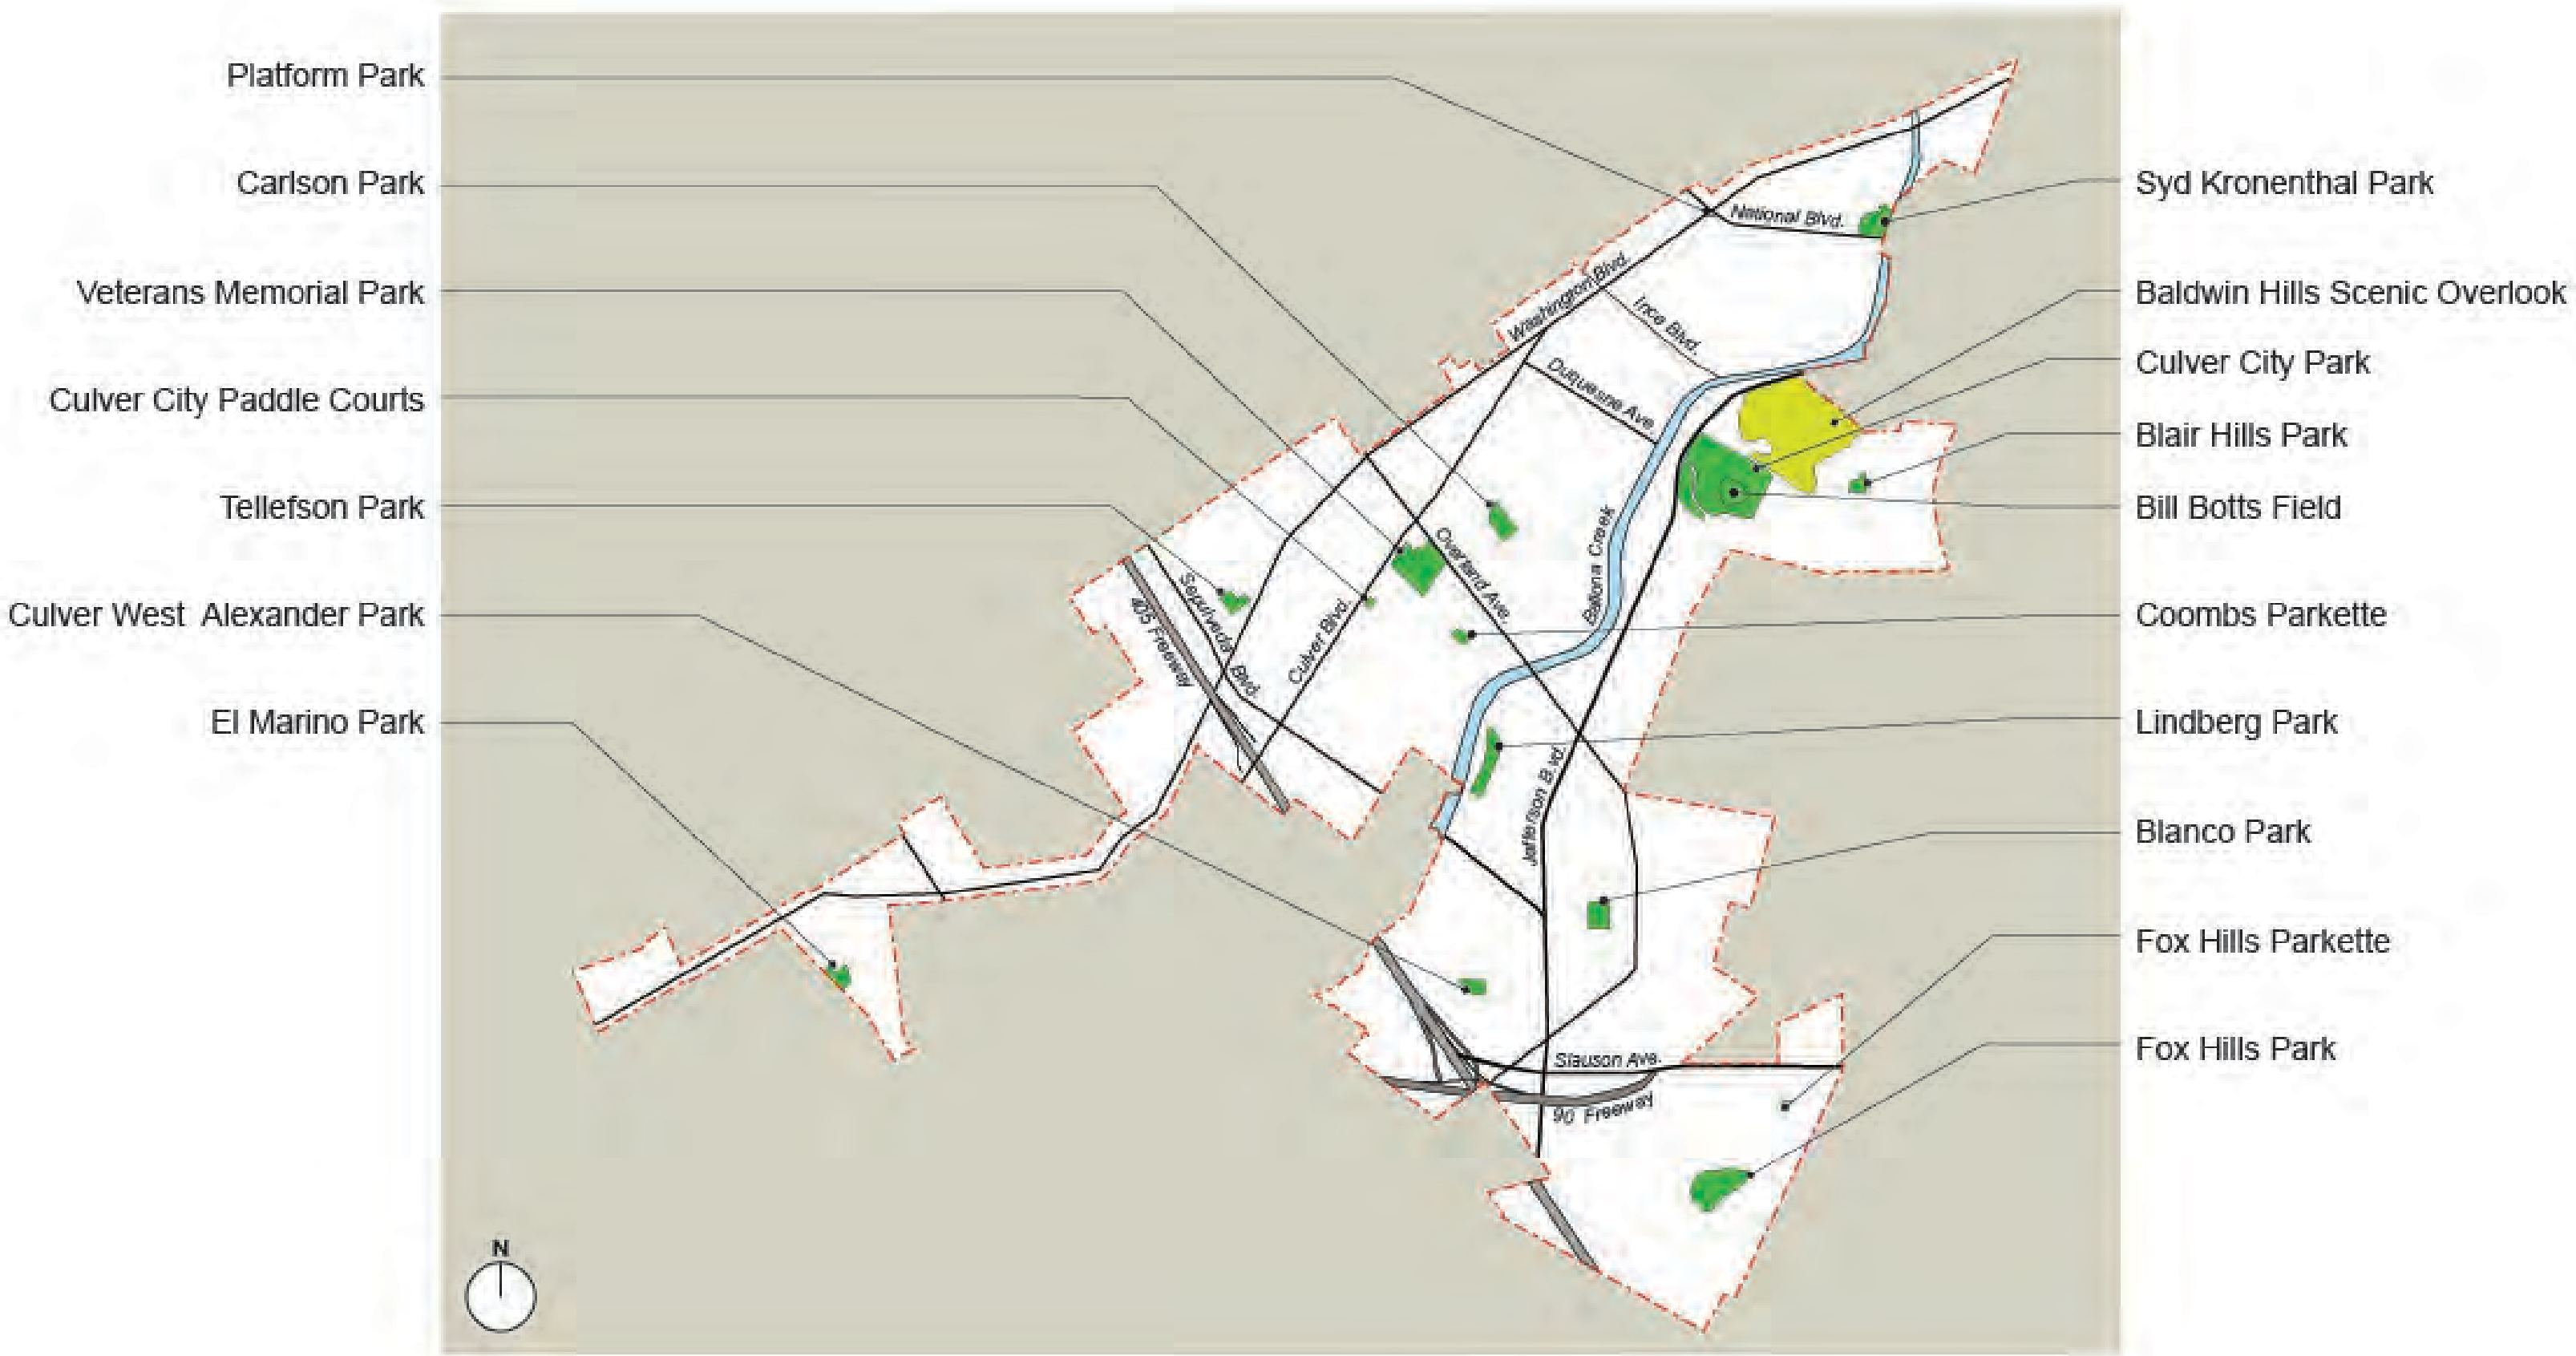 Platform Park
Carlson Park
Veterans Memorial Park
Culver City Paddle Courts
Tellefson Park
Culver West Alexander Park
El Marino Park
Syd Kronenthal Park
Baldwin Hills Scenic Overlook
Culver City Park
Blair Hills Park
Bill Botts Field
Coombs Parkette
Lindberg Park
Blanco Park
Fox Hills Parkette
Fox Hills Park
National Blvd.
Washington Blvd.
Ince Blvd.
Duquesne Ave.
Ballona Creek
Overland Ave.
Sepulveda Blvd.
405 Freeway
Culver Blvd.
Jefferson Blvd.
Slauson Ave.
90 Freeway
N